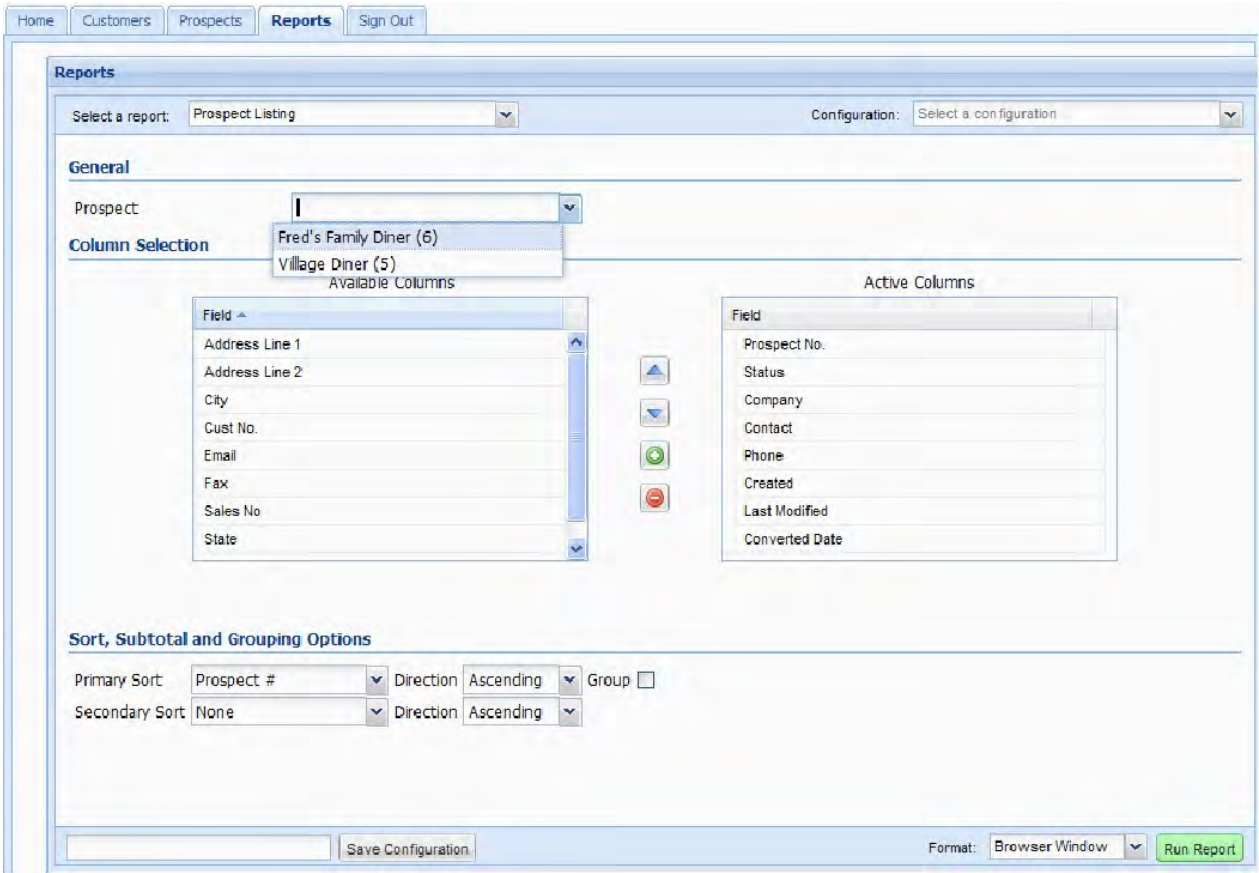 Home Customers Prospects Reports Sign Out
Reports
Select a report: Prospect Listing Configuration: Select a configuration
General
Prospect
Fred's Family Diner (6)
Column Selection
Village Diner (5)
Available Columns Active Columns
Field Field
Address Line 1 Prospect No.
Address Line 2 Status
City Company
Cust No. Contact
Email Phone
Fax Created
Sales No Last Modified
State Converted Date
Sort, Subtotal and Grouping Options
Primary Sort Prospect # Direction Ascending Group
Secondary Sort None Direction Ascending
Save Configuration Format: Browser Window Run Report